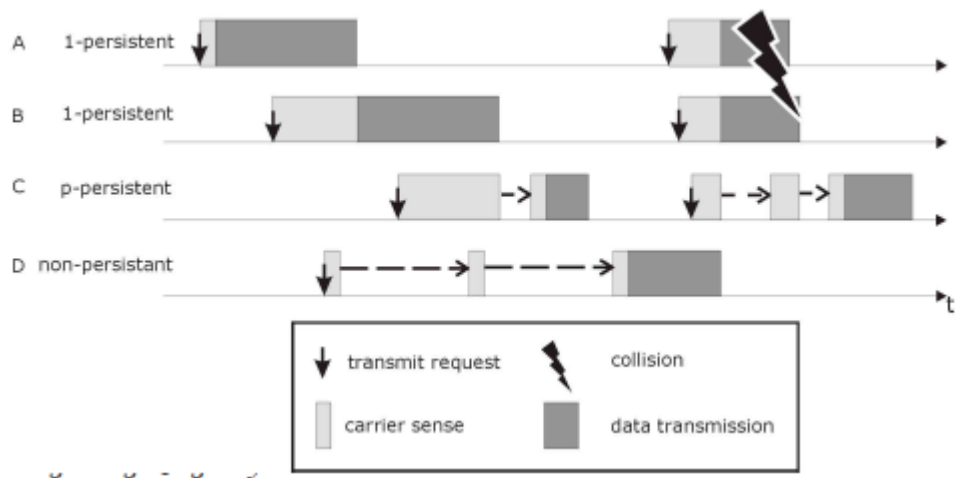 A 1-persistent
B 1-persistent
C p-persistent
D non-persistant
t
transmit request collision
carrier sense data transmission